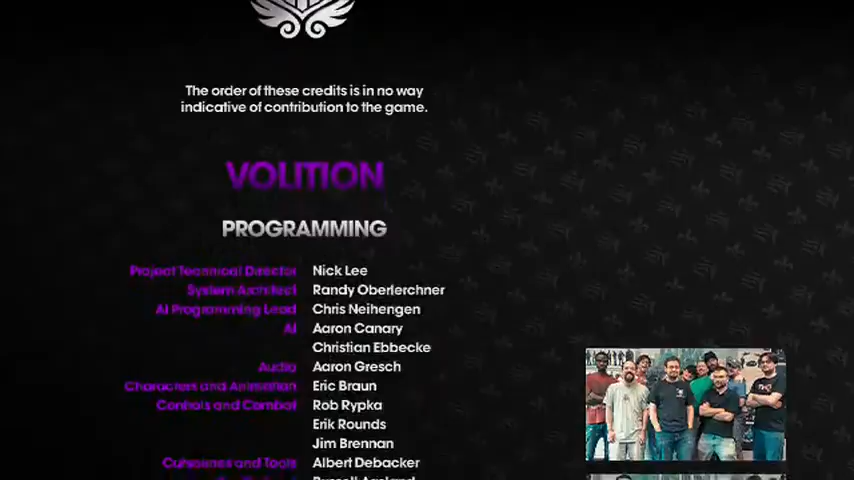 The order of these credits is in no way
indicative of contribution to the game.
VOLITION
PROGRAMMING
Project Technical Director Nick Lee
System Architect Randy Oberlerchner
AI Programming Lead Chris Neihengen
AI Aaron Canary
Christian Ebbecke
Audio Aaron Gresch
Characters and Animation Eric Braun
Controls and Combat Rob Rypka
Erik Rounds
Jim Brennan
Cutscenes and Tools Albert Debacker